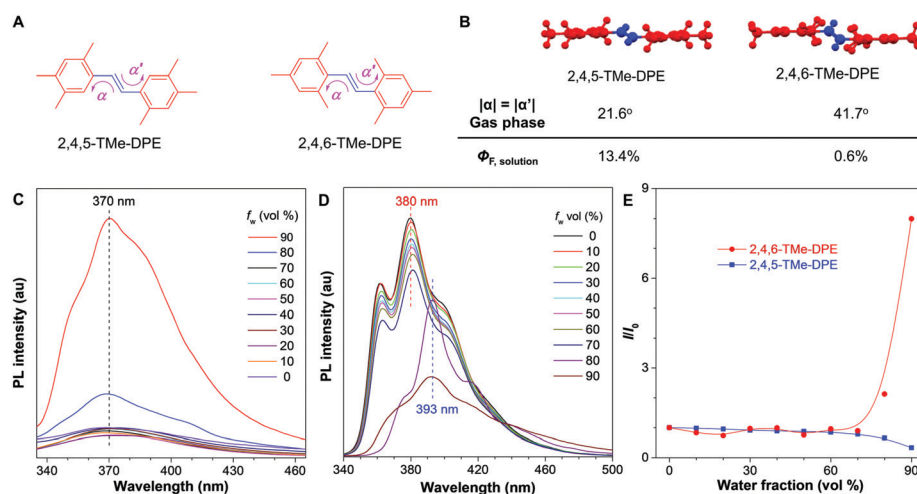 A
α
α'
2,4,5-TMe-DPE
α
α'
2,4,6-TMe-DPE
B
2,4,5-TMe-DPE
2,4,6-TMe-DPE
|α| = |α'|
Gas phase
21.6°
41.7°
ΦF, solution
13.4%
0.6%
C
370 nm
fw (vol %)
90
80
70
60
50
40
30
20
10
0
PL intensity (au)
340
370
400
430
460
Wavelength (nm)
D
380 nm
393 nm
fw vol (%)
0
10
20
30
40
50
60
70
80
90
PL intensity (au)
340
380
420
460
500
Wavelength (nm)
E
2,4,6-TMe-DPE
2,4,5-TMe-DPE
I/I0
9
6
3
0
0
30
60
90
Water fraction (vol %)